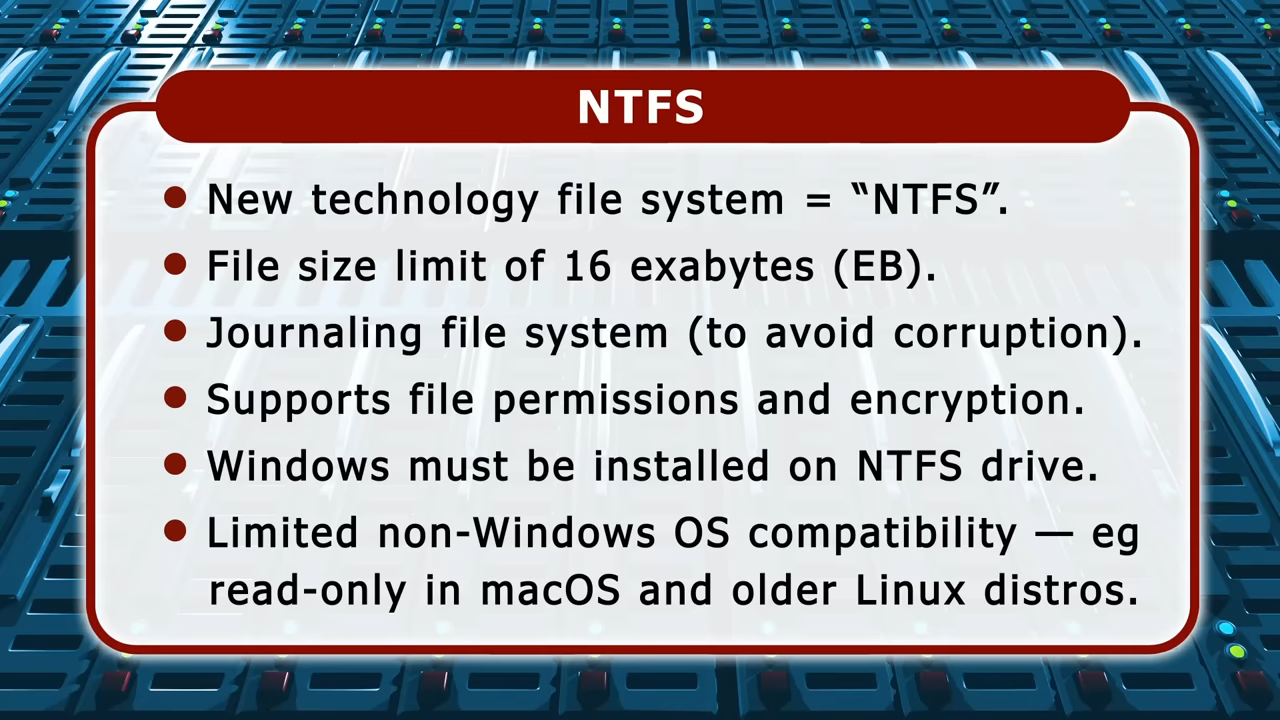 NTFS
• New technology file system = “NTFS”.
• File size limit of 16 exabytes (EB).
• Journaling file system (to avoid corruption).
• Supports file permissions and encryption.
• Windows must be installed on NTFS drive.
• Limited non-Windows OS compatibility — eg
read-only in macOS and older Linux distros.